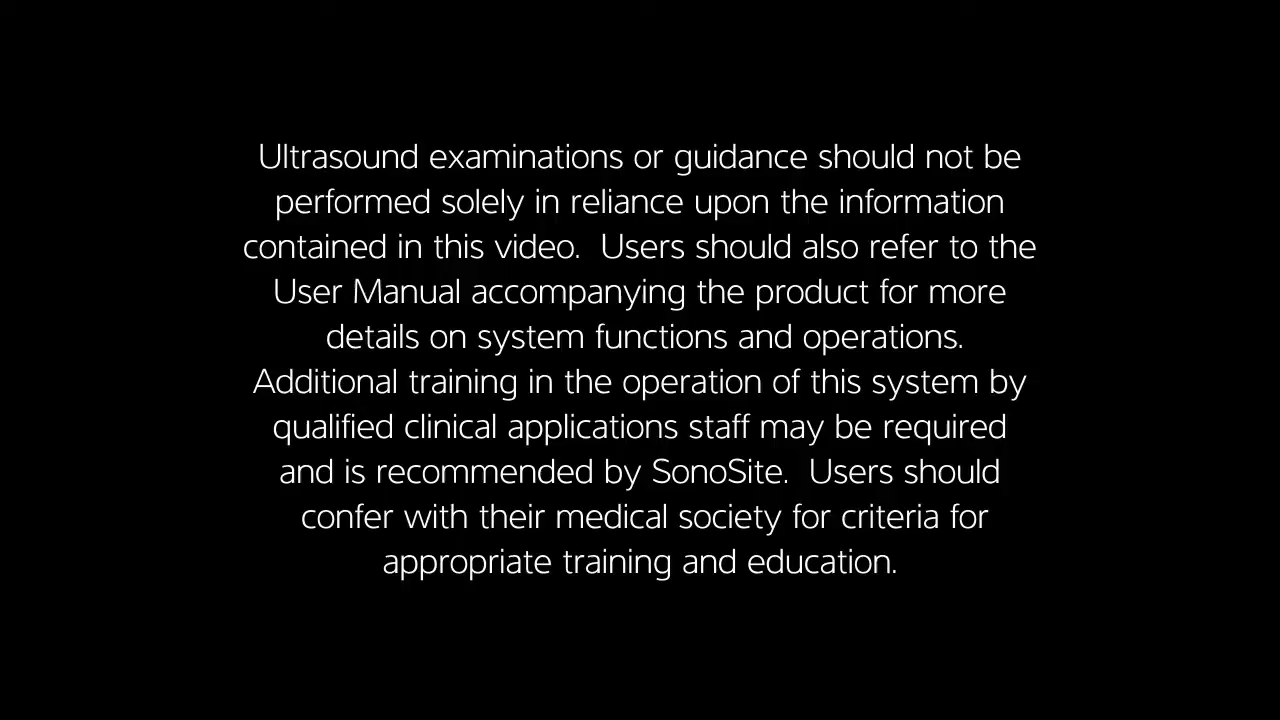 Ultrasound examinations or guidance should not be
performed solely in reliance upon the information
contained in this video.  Users should also refer to the
User Manual accompanying the product for more
details on system functions and operations.
Additional training in the operation of this system by
qualified clinical applications staff may be required
and is recommended by SonoSite.  Users should
confer with their medical society for criteria for
appropriate training and education.